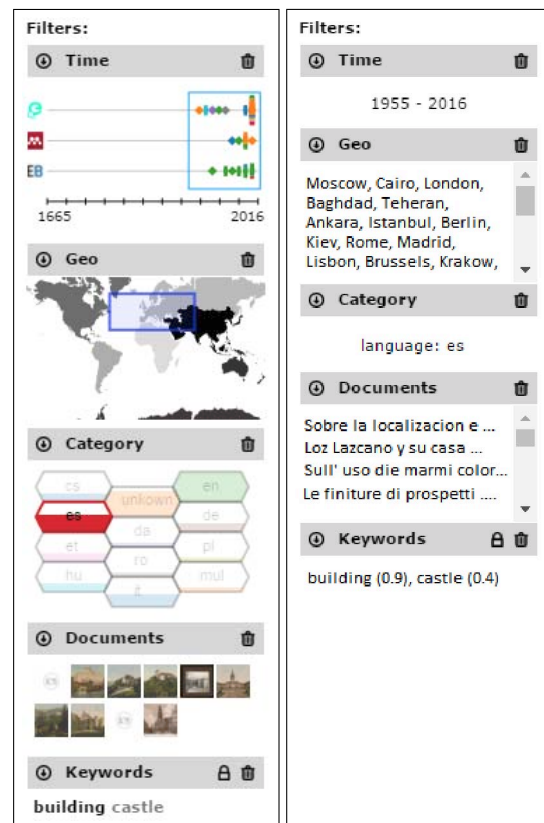 Filters:
Time
EB
1665 2016
Geo
Category
cs
en
unkown
es
de
da
et
pl
ro
hu
mul
it
Documents
Keywords
building castle
Filters:
Time
1955 - 2016
Geo
Moscow, Cairo, London,
Baghdad, Teheran,
Ankara, Istanbul, Berlin,
Kiev, Rome, Madrid,
Lisbon, Brussels, Krakow,
Category
language: es
Documents
Sobre la localizacion e ...
Loz Lazcano y su casa ...
Sull' uso die marmi color...
Le finiture di prospetti ....
Keywords
building (0.9), castle (0.4)